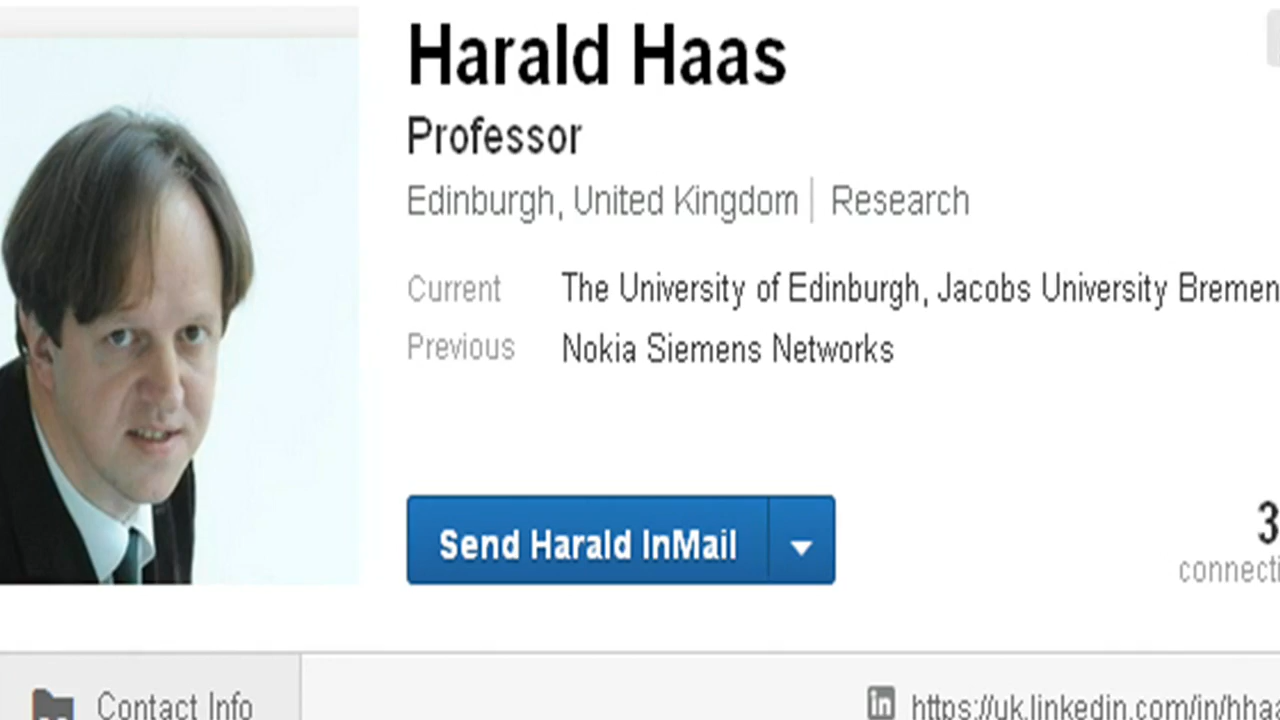 Harald Haas
Professor
Edinburgh, United Kingdom | Research
Current The University of Edinburgh, Jacobs University Bremen
Previous Nokia Siemens Networks
Send Harald InMail
3
connecti
Contact Info
in https://uk.linkedin.com/in/hhaa